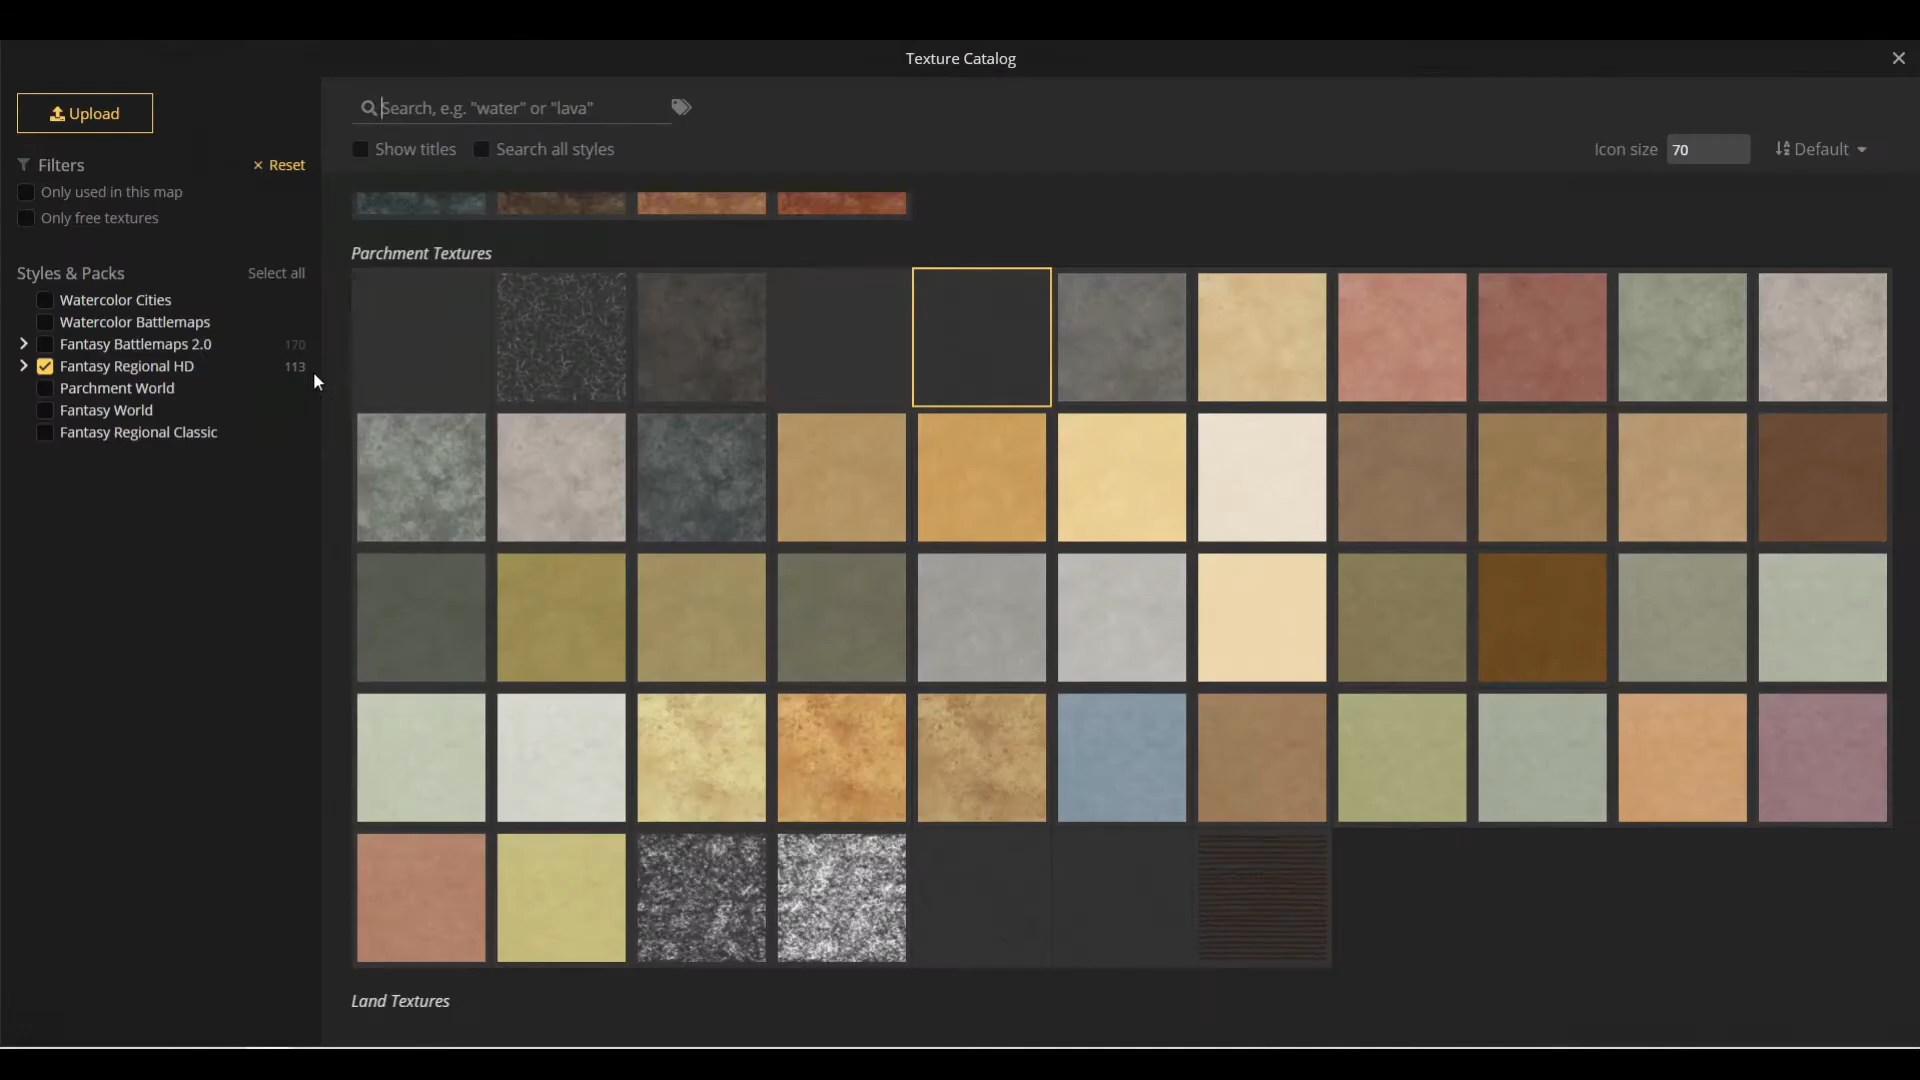 Texture Catalog
Upload
Search, e.g. "water" or "lava"
Show titles
Search all styles
Icon size
70
Default
Filters
Reset
Only used in this map
Only free textures
Styles & Packs
Select all
Watercolor Cities
Watercolor Battlemaps
Fantasy Battlemaps 2.0
170
Fantasy Regional HD
113
Parchment World
Fantasy World
Fantasy Regional Classic
Parchment Textures
Land Textures